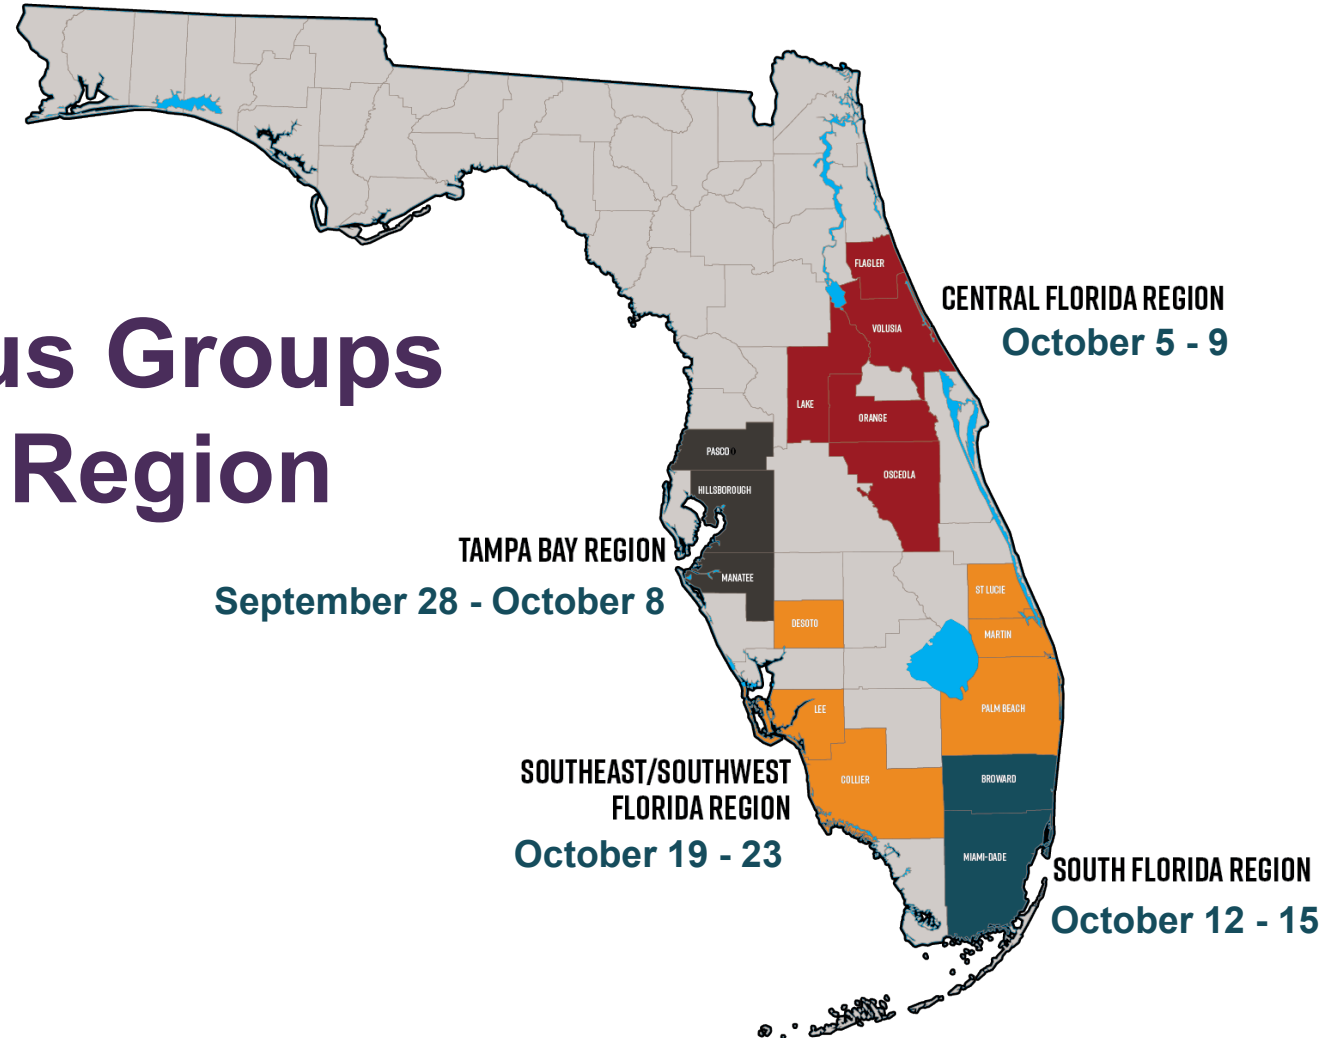 us Groups
Region
CENTRAL FLORIDA REGION
October 5 - 9
TAMPA BAY REGION
September 28 - October 8
SOUTHEAST/SOUTHWEST
FLORIDA REGION
October 19 - 23
SOUTH FLORIDA REGION
October 12 - 15
FLAGLER
VOLUSIA
LAKE
ORANGE
OSCEOLA
PASCO
HILLSBOROUGH
MANATEE
DESOTO
ST LUCIE
MARTIN
PALM BEACH
LEE
COLLIER
BROWARD
MIAMI-DADE